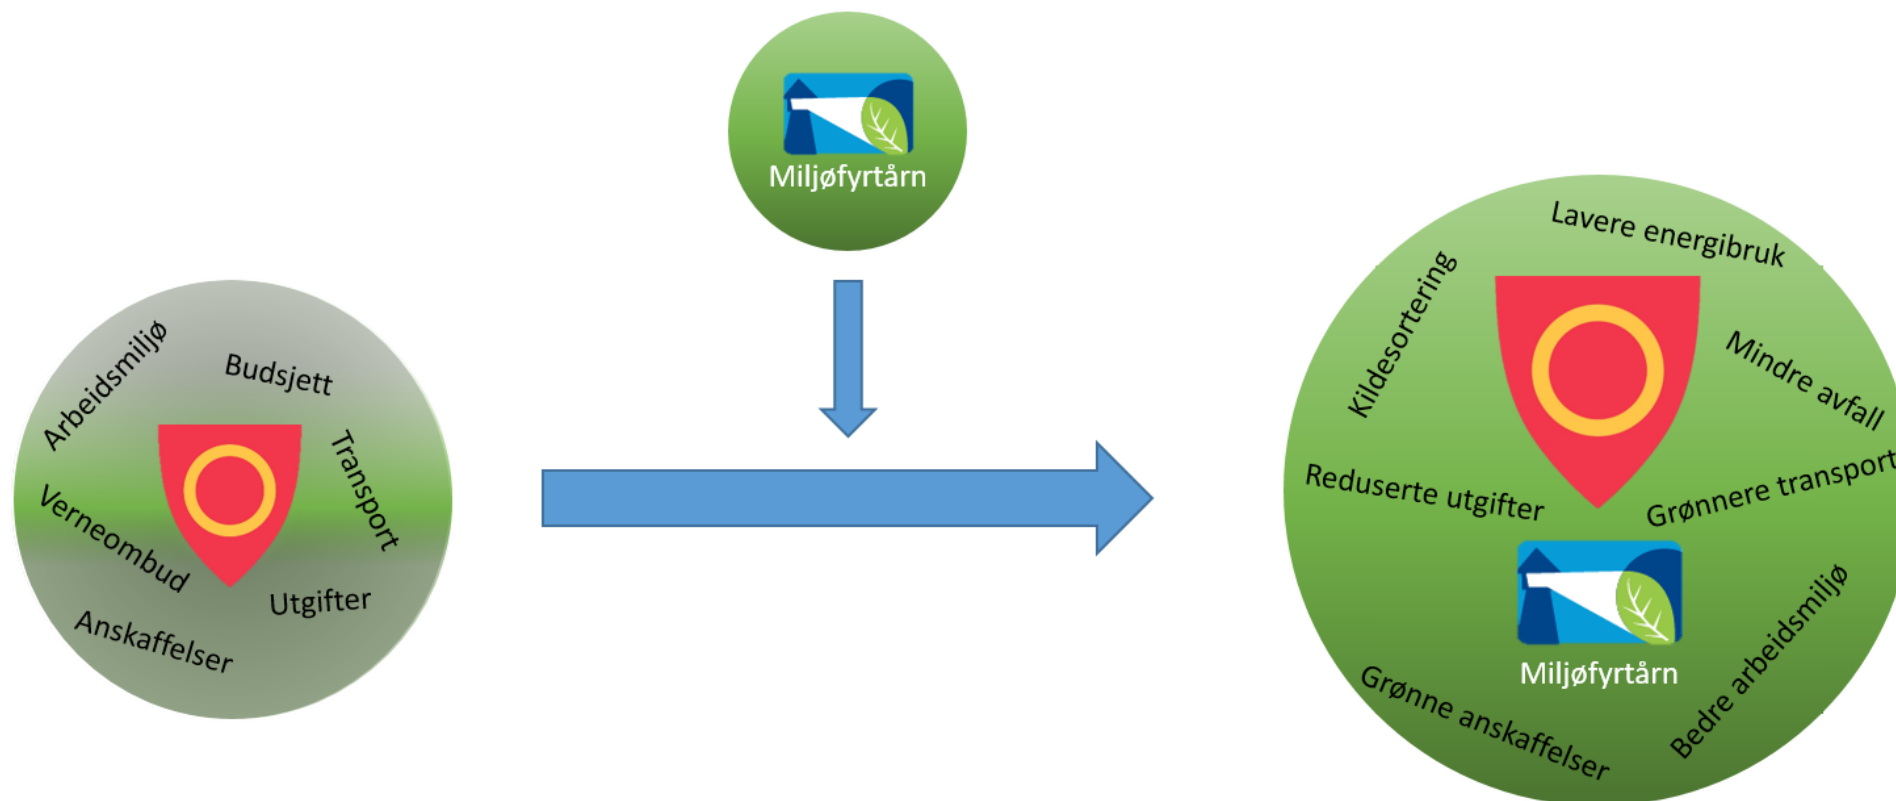 Miljøfyrtårn
Arbeidsmiljø
Budsjett
Transport
Verneombud
Utgifter
Anskaffelser
Lavere energibruk
Kildesortering
Mindre avfall
Reduserte utgifter
Grønnere transport
Miljøfyrtårn
Grønne anskaffelser
Bedre arbeidsmiljø